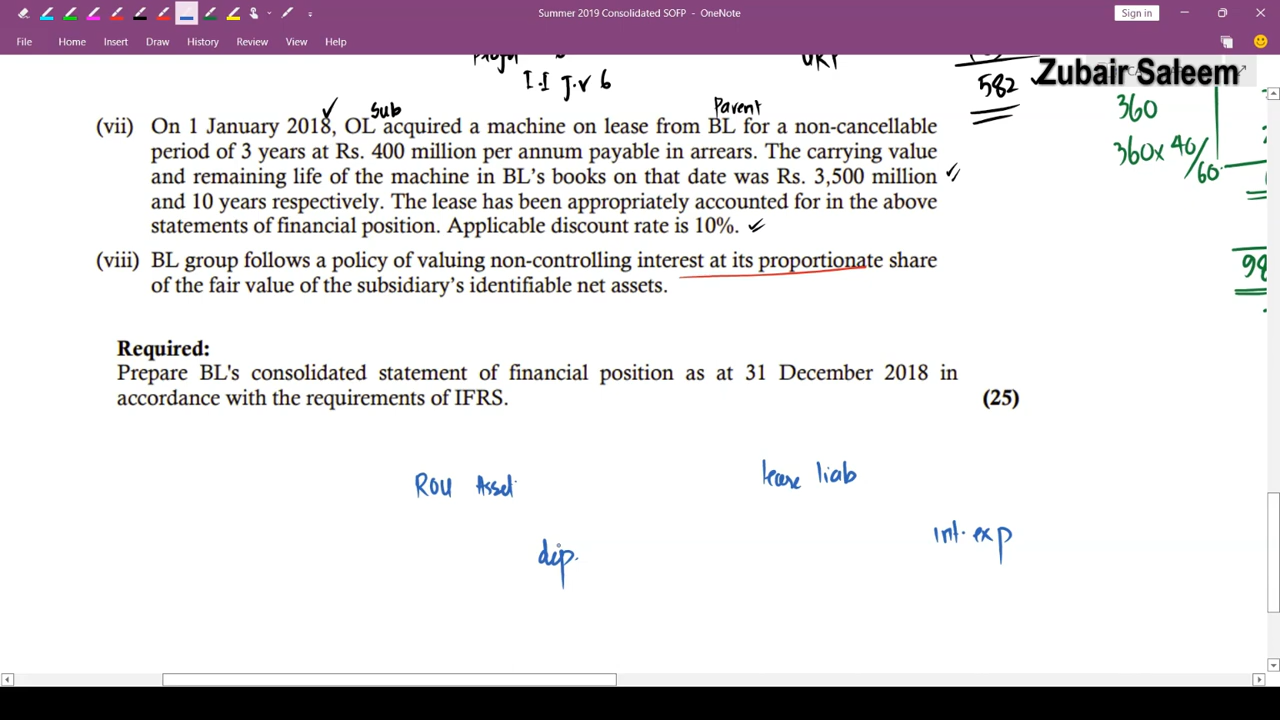 Summer 2019 Consolidated SOFP - OneNote
Sign in
File Home Insert Draw History View Help
Zubair Saleem
I.I J.V 6
582
360
360x 40/60
98
Sub
Parent
(vii) On 1 January 2018, OL acquired a machine on lease from BL for a non-cancellable
period of 3 years at Rs. 400 million per annum payable in arrears. The carrying value
and remaining life of the machine in BL's books on that date was Rs. 3,500 million
and 10 years respectively. The lease has been appropriately accounted for in the above
statements of financial position. Applicable discount rate is 10%.
(viii) BL group follows a policy of valuing non-controlling interest at its proportionate share
of the fair value of the subsidiary's identifiable net assets.
Required:
Prepare BL's consolidated statement of financial position as at 31 December 2018 in
accordance with the requirements of IFRS. (25)
ROU Asset
lease liab
int. exp
dep.